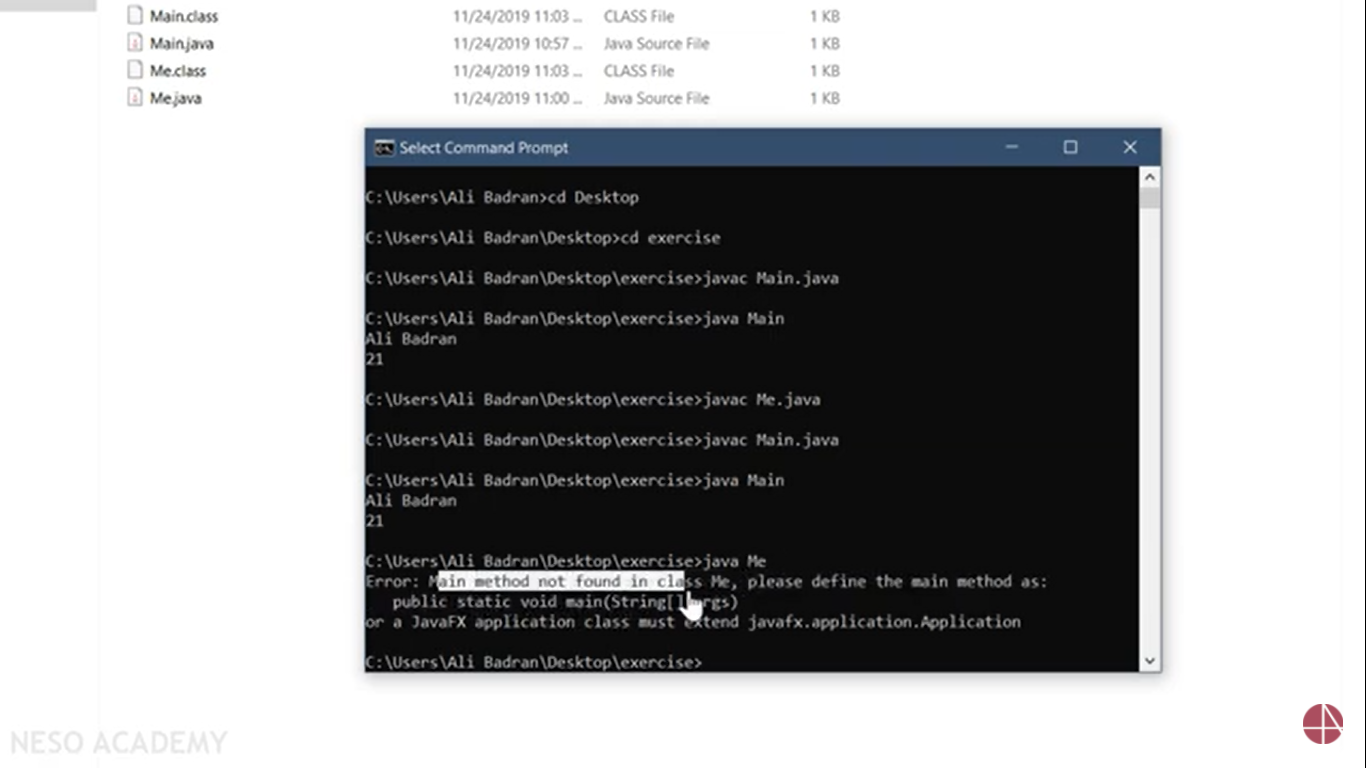 Main.class 11/24/2019 11:03 ... CLASS File 1 KB
Main.java 11/24/2019 10:57 ... Java Source File 1 KB
Me.class 11/24/2019 11:03 ... CLASS File 1 KB
Me.java 11/24/2019 11:00 ... Java Source File 1 KB
Select Command Prompt
C:\Users\Ali Badran>cd Desktop
C:\Users\Ali Badran\Desktop>cd exercise
C:\Users\Ali Badran\Desktop\exercise>javac Main.java
C:\Users\Ali Badran\Desktop\exercise>java Main
Ali Badran
21
C:\Users\Ali Badran\Desktop\exercise>javac Me.java
C:\Users\Ali Badran\Desktop\exercise>javac Main.java
C:\Users\Ali Badran\Desktop\exercise>java Main
Ali Badran
21
C:\Users\Ali Badran\Desktop\exercise>java Me
Error: Main method not found in class Me, please define the main method as:
public static void main(String[] args)
or a JavaFX application class must extend javafx.application.Application
C:\Users\Ali Badran\Desktop\exercise>
NESO ACADEMY